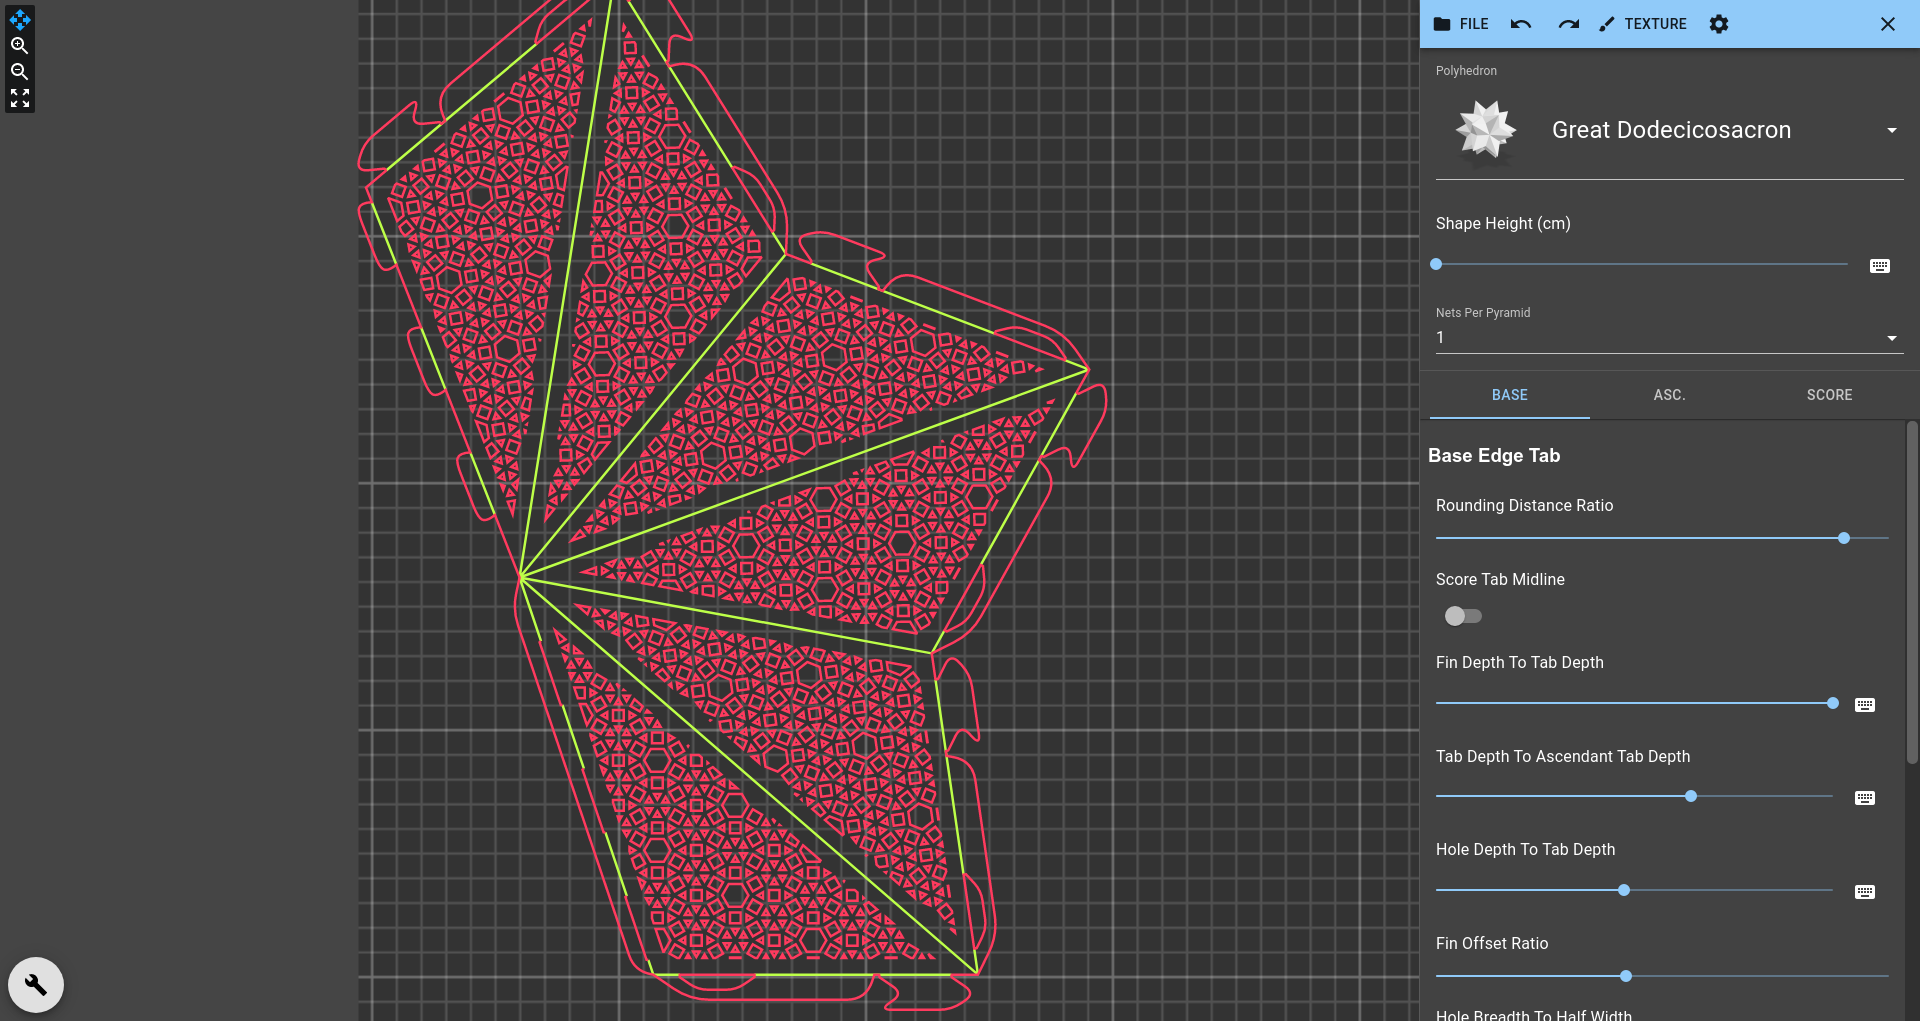 FILE
TEXTURE
Polyhedron
Great Dodecicosacron
Shape Height (cm)
Nets Per Pyramid
1
BASE
ASC.
SCORE
Base Edge Tab
Rounding Distance Ratio
Score Tab Midline
Fin Depth To Tab Depth
Tab Depth To Ascendant Tab Depth
Hole Depth To Tab Depth
Fin Offset Ratio
Hole Breadth To Half Width